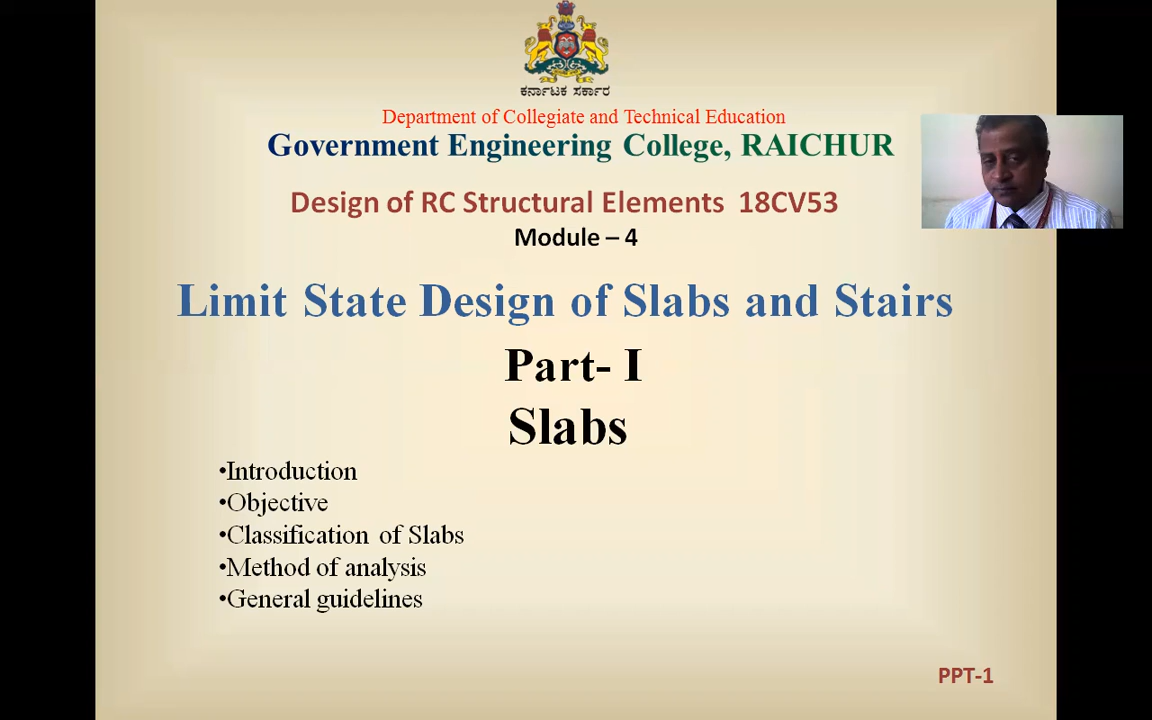 ಕರ್ನಾಟಕ ಸರ್ಕಾರ
Department of Collegiate and Technical Education
Government Engineering College, RAICHUR
Design of RC Structural Elements 18CV53
Module – 4
Limit State Design of Slabs and Stairs
Part- I
Slabs
•Introduction
•Objective
•Classification of Slabs
•Method of analysis
•General guidelines
PPT-1